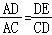 AD/AC = DE/CD